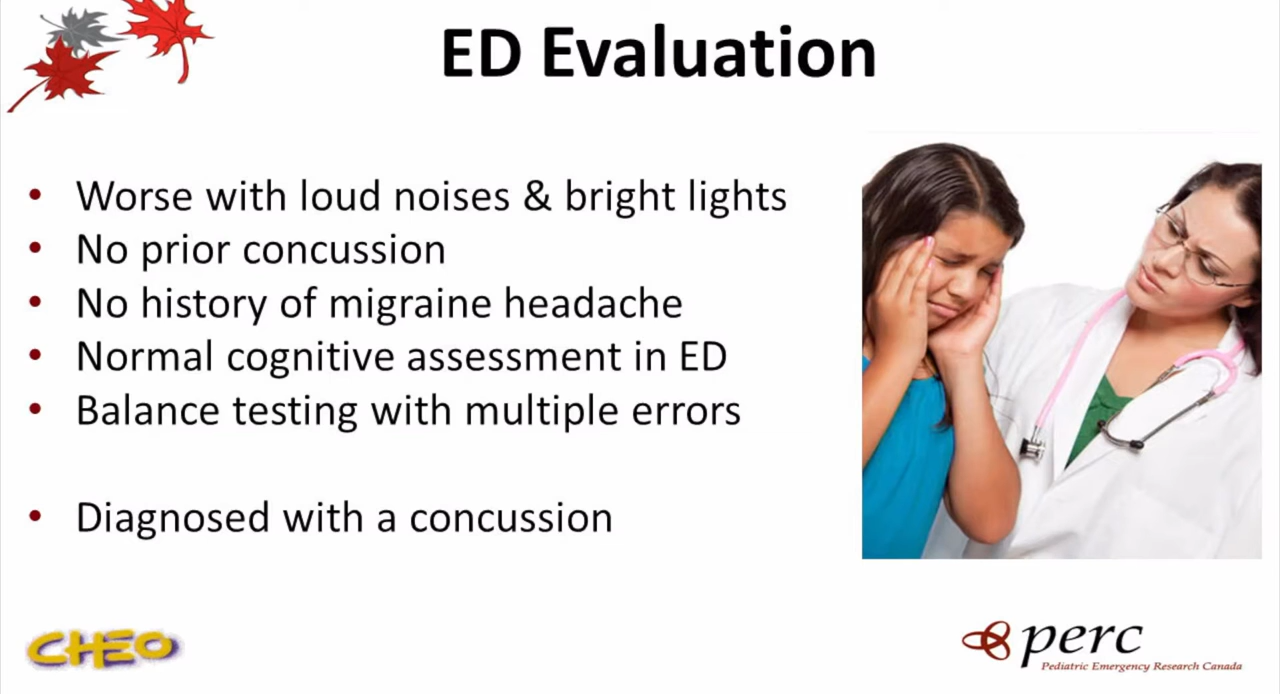 ED Evaluation
• Worse with loud noises & bright lights
• No prior concussion
• No history of migraine headache
• Normal cognitive assessment in ED
• Balance testing with multiple errors
• Diagnosed with a concussion
CHEO
perc
Pediatric Emergency Research Canada